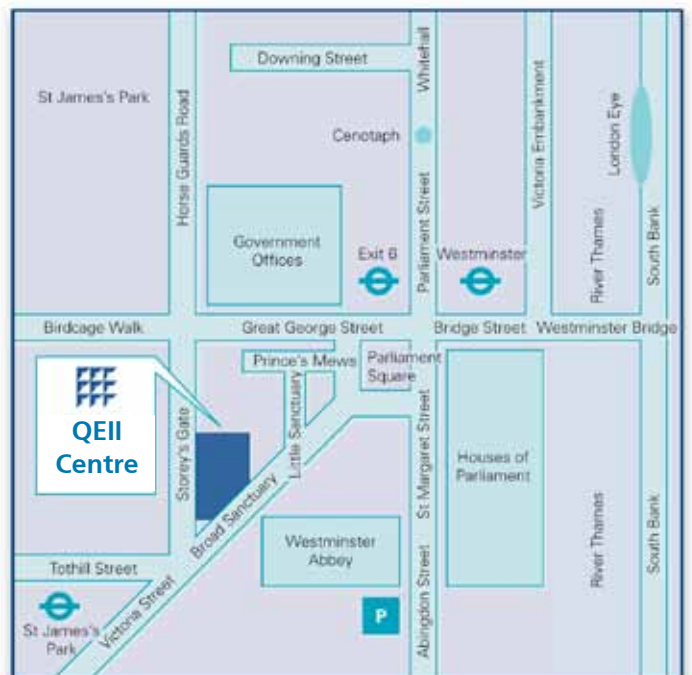 Downing Street
Whitehall
St James's Park
Horse Guards Road
Cenotaph
Victoria Embankment
London Eye
Parliament Street
Government
Offices
Exit 6
Westminster
River Thames
South Bank
Birdcage Walk
Great George Street
Bridge Street
Westminster Bridge
Prince's Mews
Parliament
Square
QEII
Centre
Storey's Gate
Little Sanctuary
St Margaret Street
Houses of
Parliament
Broad Sanctuary
Westminster
Abbey
River Thames
South Bank
Tothill Street
Victoria Street
St James's
Park
P
Abingdon Street